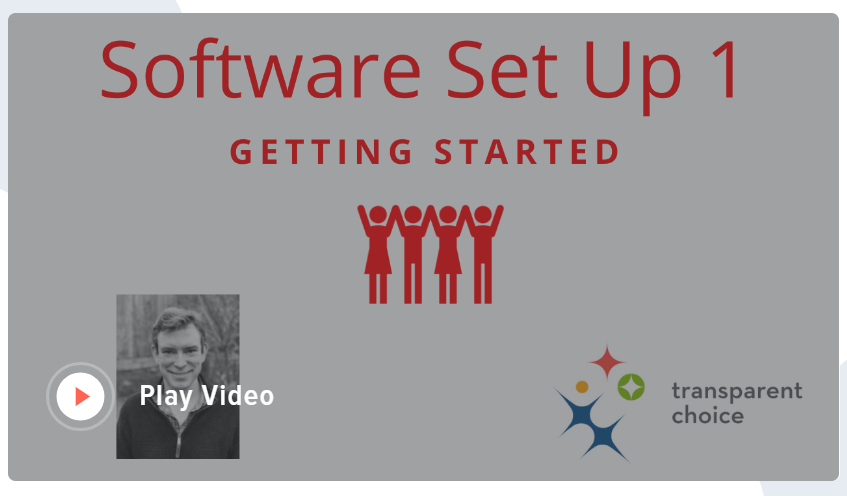 Software Set Up 1
GETTING STARTED
Play Video
transparent
choice